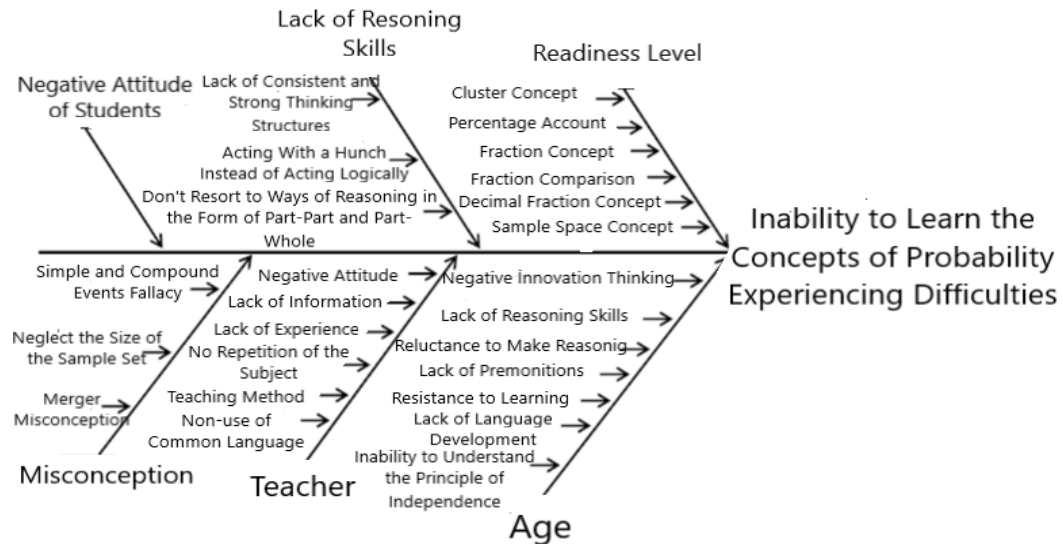 Lack of Resoning
Skills
Negative Attitude
of Students
Readiness Level
Lack of Consistent and
Strong Thinking
Structures
Acting With a Hunch
Instead of Acting Logically
Don't Resort to Ways of Reasoning in
the Form of Part-Part and Part-
Whole
Cluster Concept
Percentage Account
Fraction Concept
Fraction Comparison
Decimal Fraction Concept
Sample Space Concept
Inability to Learn the
Concepts of Probability
Experiencing Difficulties
Simple and Compound
Events Fallacy
Neglect the Size of
the Sample Set
Merger
Misconception
Misconception
Negative Attitude
Lack of Information
Lack of Experience
No Repetition of the
Subject
Teaching Method
Non-use of
Common Language
Teacher
Negative Innovation Thinking
Lack of Reasoning Skills
Reluctance to Make Reasonig
Lack of Premonitions
Resistance to Learning
Lack of Language
Development
Inability to Understand
the Principle of
Independence
Age